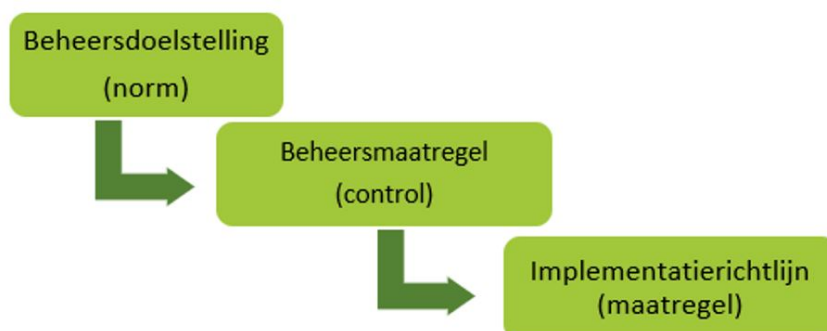 Beheersdoelstelling
(norm)
Beheersmaatregel
(control)
Implementatierichtlijn
(maatregel)